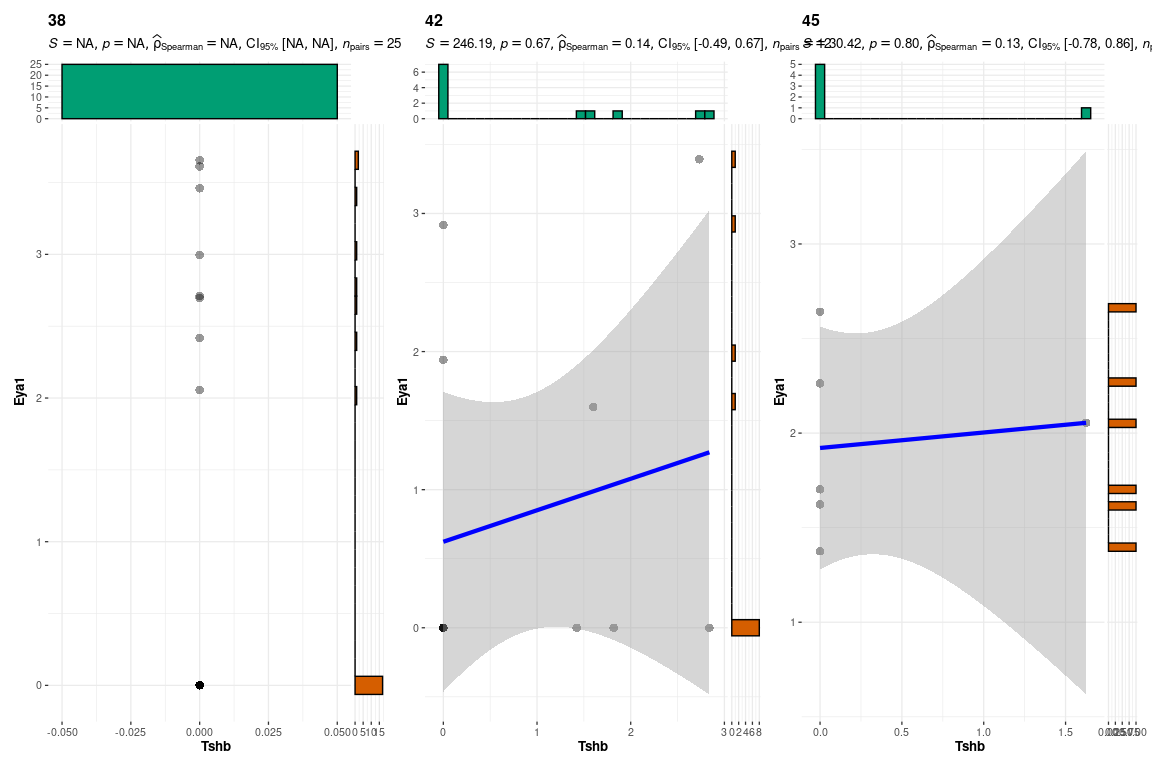 38
S = NA, p = NA, ρ̂Spearman = NA, CI95% [NA, NA], npairs = 25
25
20
15
10
5
0
3
2
1
0
Eya1
-0.050 -0.025 0.000 0.025 0.050
Tshb
42
S = 246.19, p = 0.67, ρ̂Spearman = 0.14, CI95% [-0.49, 0.67], npairs
6
4
2
0
3
2
1
0
Eya1
0 1 2 3 0 2 4 6 8
Tshb
45
30.42, p = 0.80, ρ̂Spearman = 0.13, CI95% [-0.78, 0.86],
5
4
3
2
1
0
3
2
1
Eya1
0.0 0.5 1.0 1.5
Tshb